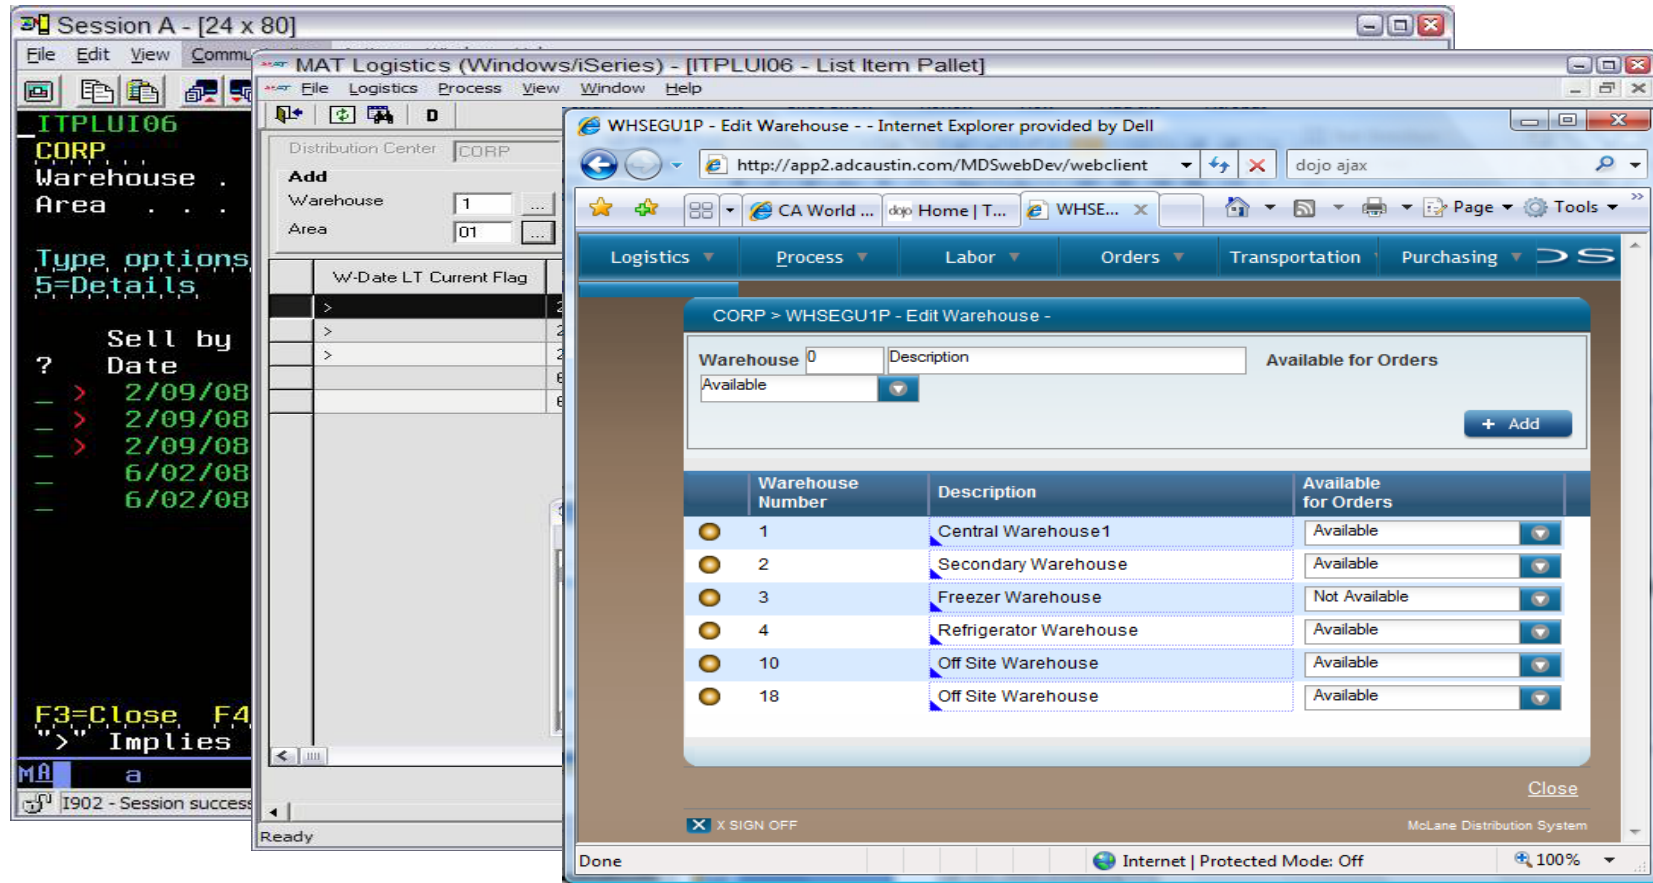 Session A - [24 x 80]
File Edit View
ITPLUI06
CORP . .
Warehouse .
Area . . .
Type options
5=Details
Sell by
? Date
_ > 2/09/08
_ > 2/09/08
_ > 2/09/08
_ 6/02/08
_ 6/02/08
F3=Close F4
">" Implies
MA a
I902 - Session
MAT Logistics (Windows/iSeries) - [ITPLUI06 - List Item Pallet]
File Logistics Process View Window Help
D
Distribution Center CORP
Add
Warehouse 1 ...
Area 01 ...
W-Date LT Current Flag
>
>
>
Ready
WHSEGU1P - Edit Warehouse - - Internet Explorer provided by Dell
http://app2.adcaustin.com/MDSwebDev/webclient dojo ajax
CA World ... dojo Home | T... WHSE... X Page Tools »
Logistics Process Labor Orders Transportation Purchasing
CORP > WHSEGU1P - Edit Warehouse -
Warehouse 0 Description Available for Orders
Available
+ Add
Warehouse Number Description Available for Orders
1 Central Warehouse1 Available
2 Secondary Warehouse Available
3 Freezer Warehouse Not Available
4 Refrigerator Warehouse Available
10 Off Site Warehouse Available
18 Off Site Warehouse Available
Close
X X SIGN OFF McLane Distribution System
Done Internet | Protected Mode: Off 100%